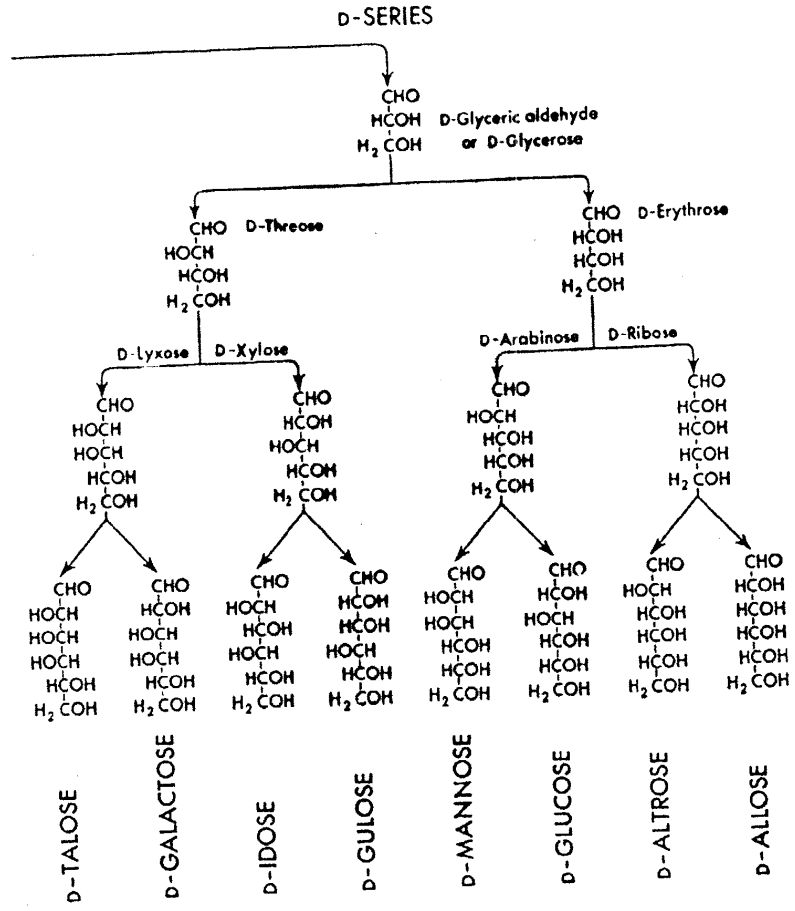 D-SERIES
CHO
HCOH D-Glyceric aldehyde
H2COH or D-Glycerose
CHO D-Threose
HOCH
HCOH
H2COH
CHO D-Erythrose
HCOH
HCOH
H2COH
D-Lyxose D-Xylose
D-Arabinose D-Ribose
CHO
HOCH
HOCH
HCOH
H2COH
CHO
HCOH
HOCH
HCOH
H2COH
CHO
HOCH
HCOH
HCOH
H2COH
CHO
HCOH
HCOH
HCOH
H2COH
CHO
HOCH
HOCH
HOCH
HCOH
H2COH
D-TALOSE
CHO
HCOH
HOCH
HOCH
HCOH
H2COH
D-GALACTOSE
CHO
HOCH
HCOH
HOCH
HCOH
H2COH
D-IDOSE
CHO
HCOH
HCOH
HOCH
HCOH
H2COH
D-GULOSE
CHO
HOCH
HOCH
HCOH
HCOH
H2COH
D-MANNOSE
CHO
HCOH
HOCH
HCOH
HCOH
H2COH
D-GLUCOSE
CHO
HOCH
HCOH
HCOH
HCOH
H2COH
D-ALTROSE
CHO
HCOH
HCOH
HCOH
HCOH
H2COH
D-ALLOSE